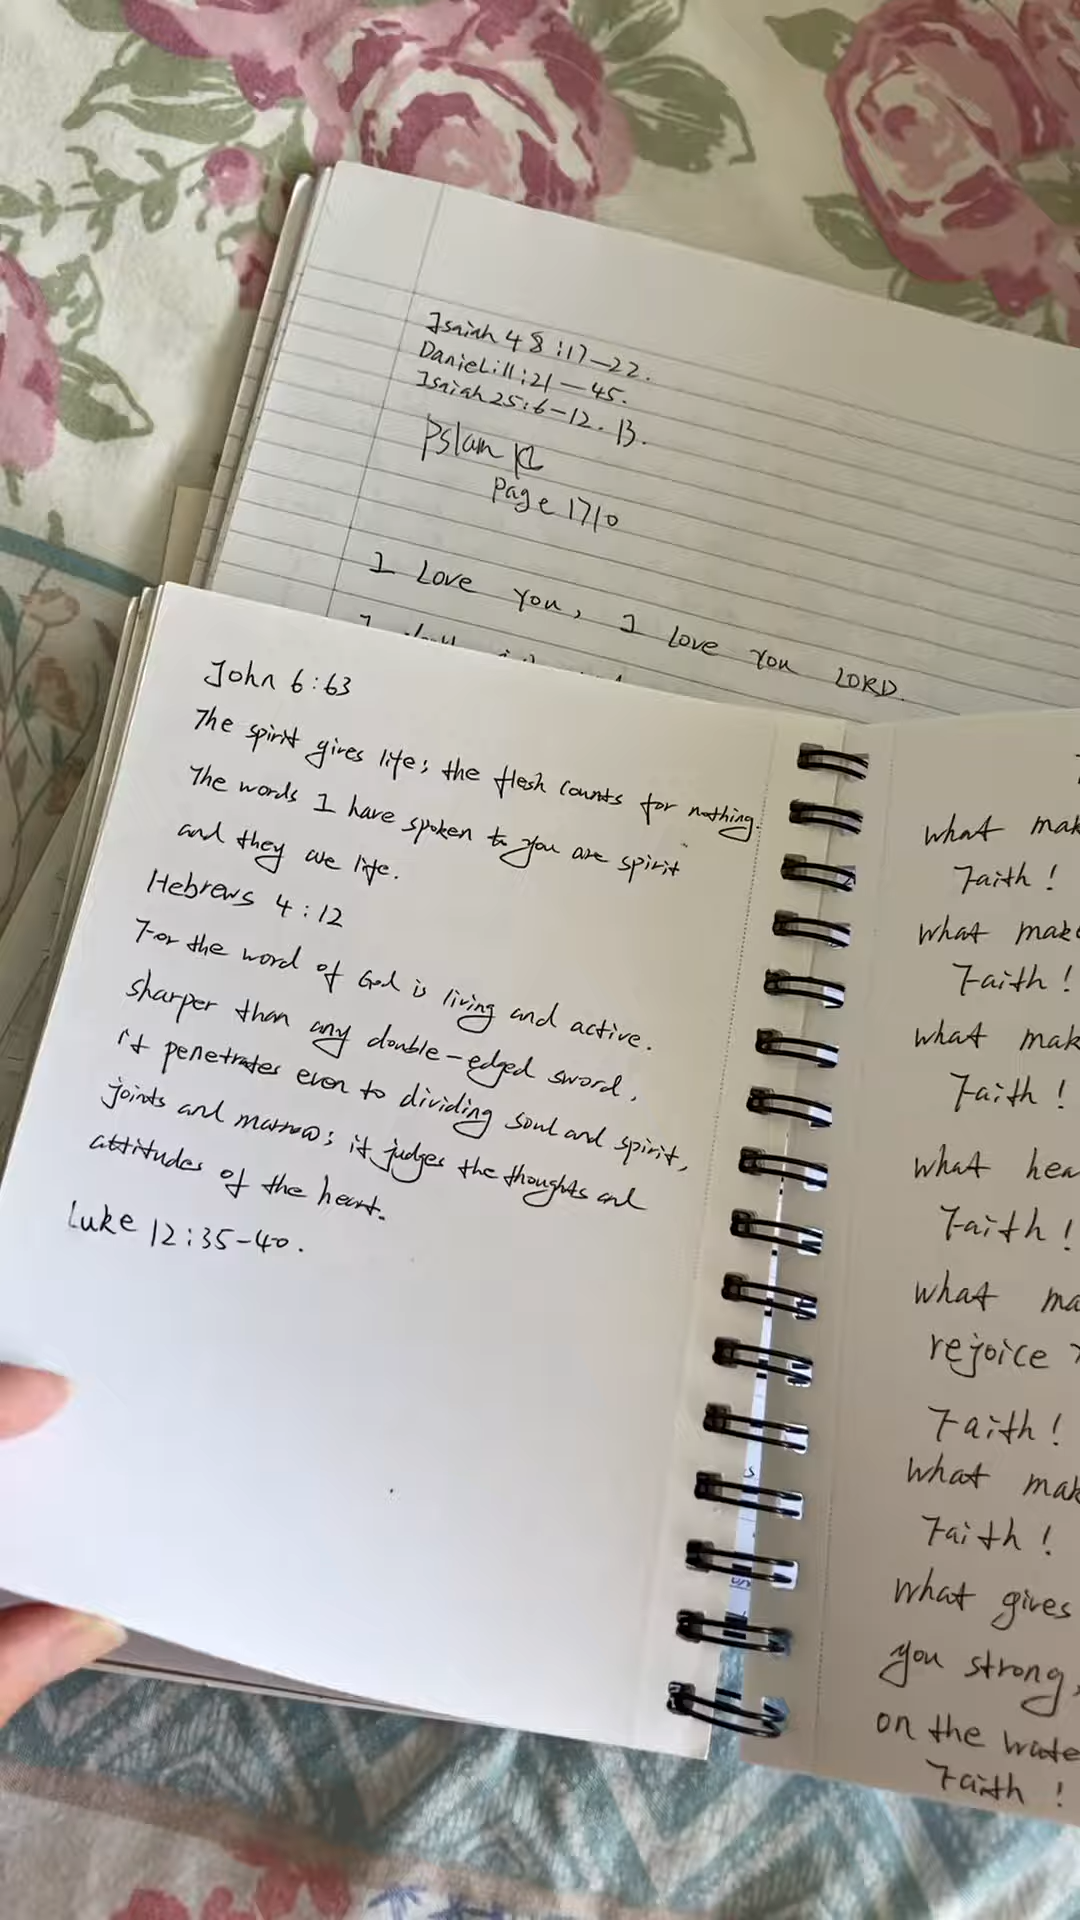 Isaiah 48:17-22.
Daniel:11:21-45.
Isaiah 25:6-12. 13.
Pslam
Page 1710
I Love You, I Love You LORD
John 6:63
The spirit gives life; the flesh counts for nothing.
The words I have spoken to you are spirit
and they are life.
Hebrews 4:12
For the word of God is living and active.
sharper than any double-edged sword,
it penetrates even to dividing soul and spirit,
joints and marrow; it judges the thoughts and
attitudes of the heart.
Luke 12:35-40.
what
Faith!
what
Faith!
what
Faith!
what
Faith!
what
rejoice
Faith!
what
Faith!
what gives
you strong,
on the
Faith!